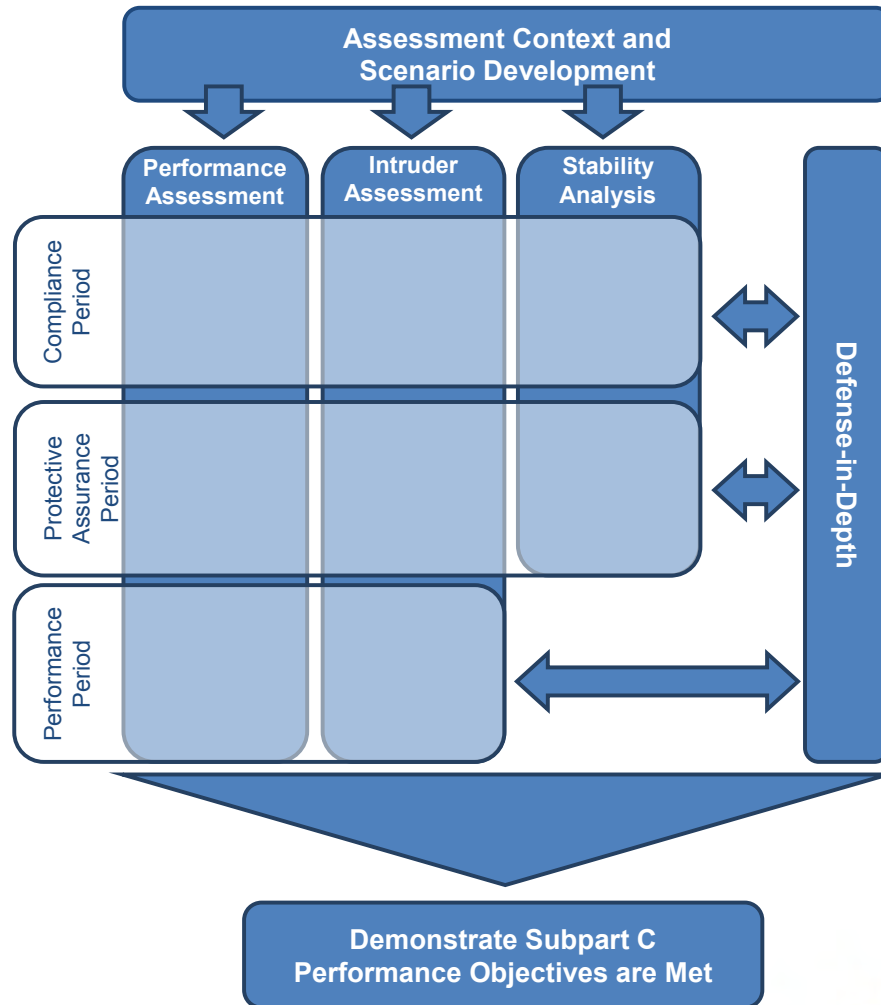 Assessment Context and
Scenario Development
Performance
Assessment
Intruder
Assessment
Stability
Analysis
Compliance
Period
Protective
Assurance
Period
Performance
Period
Defense-in-Depth
Demonstrate Subpart C
Performance Objectives are Met